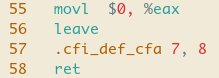 55 movl $0, %eax
56 leave
57 .cfi_def_cfa 7, 8
58 ret